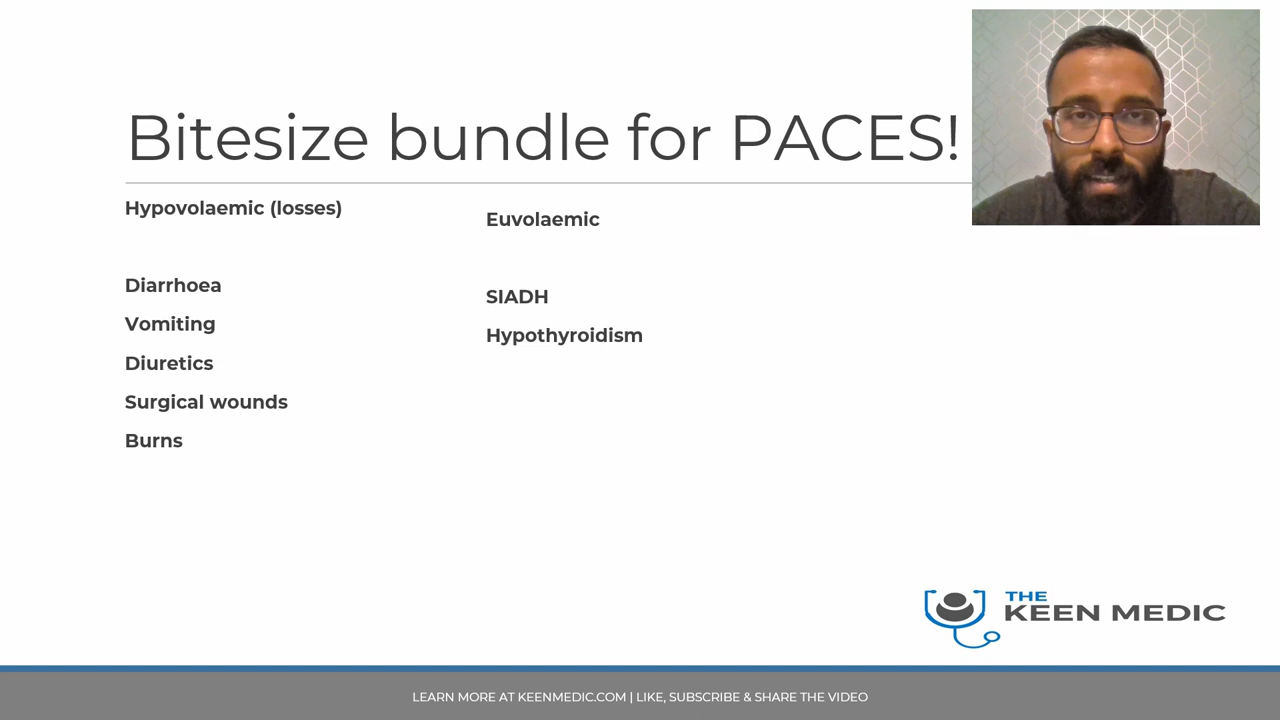 Bitesize bundle for PACES!
Hypovolaemic (losses)
Diarrhoea
Vomiting
Diuretics
Surgical wounds
Burns
Euvolaemic
SIADH
Hypothyroidism
THE
KEEN MEDIC
LEARN MORE AT KEENMEDIC.COM | LIKE, SUBSCRIBE & SHARE THE VIDEO